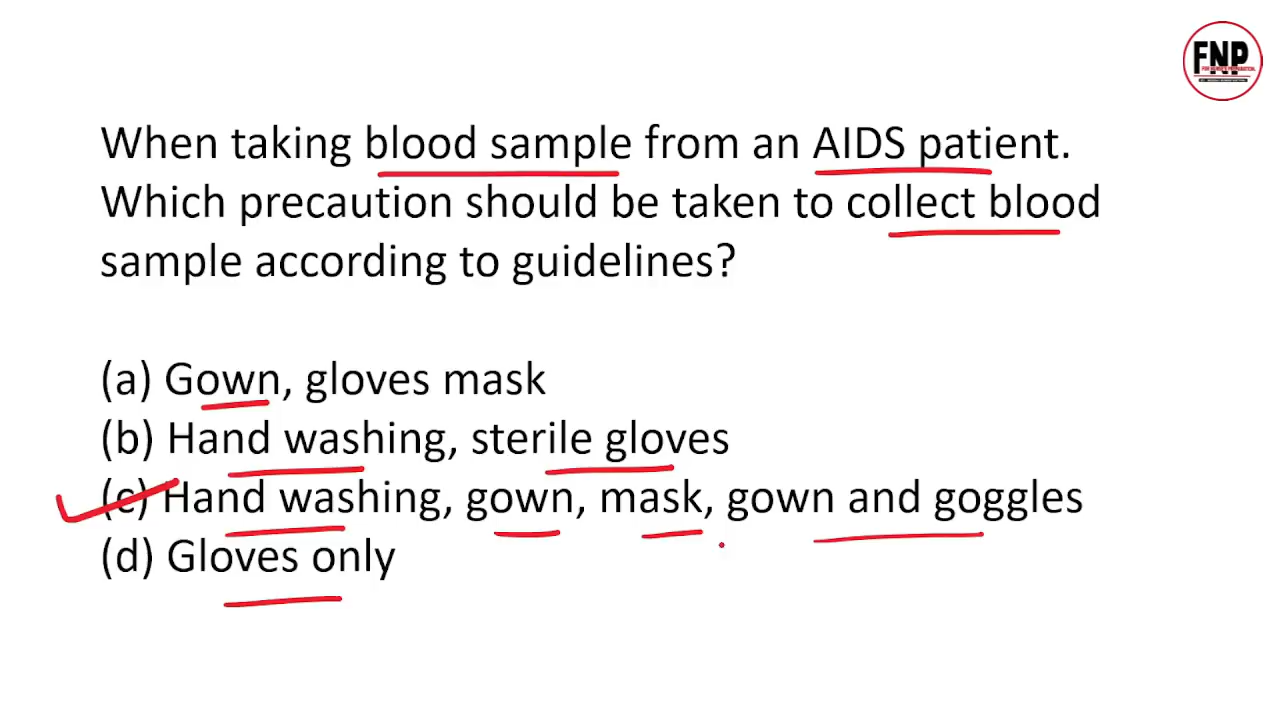 FNP
When taking blood sample from an AIDS patient.
Which precaution should be taken to collect blood
sample according to guidelines?
(a) Gown, gloves mask
(b) Hand washing, sterile gloves
(c) Hand washing, gown, mask, gown and goggles
(d) Gloves only